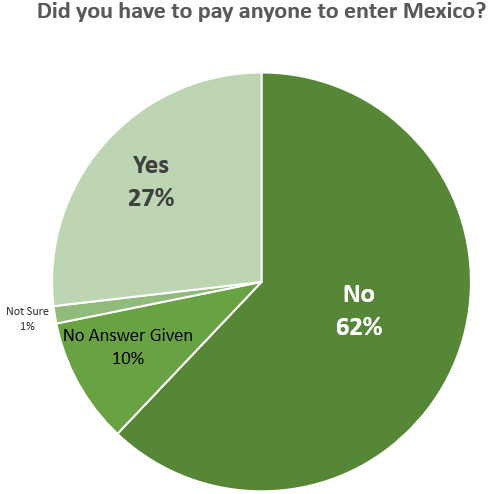 Did you have to pay anyone to enter Mexico?
Yes
27%
No
62%
Not Sure
1%
No Answer Given
10%